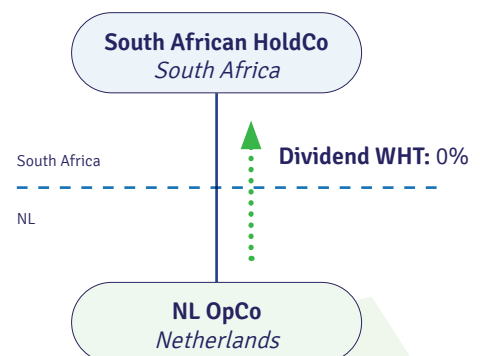 South African HoldCo
South Africa
South Africa
Dividend WHT: 0%
NL
NL OpCo
Netherlands